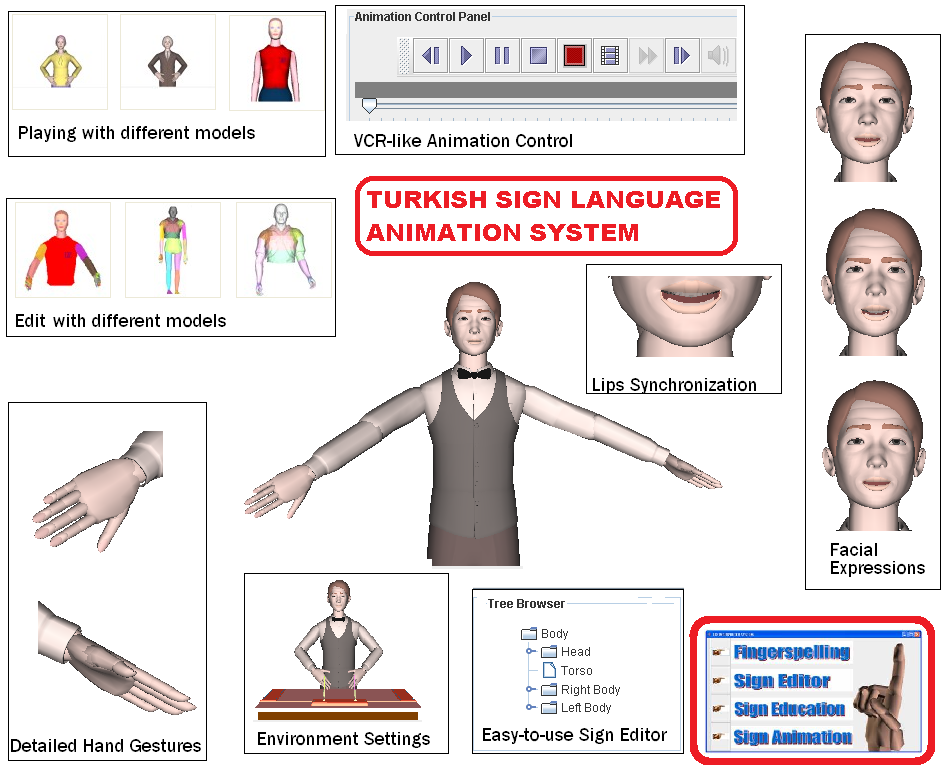 Animation Control Panel
Playing with different models
VCR-like Animation Control
TURKISH SIGN LANGUAGE
ANIMATION SYSTEM
Edit with different models
Lips Synchronization
Facial
Expressions
Detailed Hand Gestures
Environment Settings
Tree Browser
Body
Head
Torso
Right Body
Left Body
Easy-to-use Sign Editor
Fingerspelling
Sign Editor
Sign Education
Sign Animation